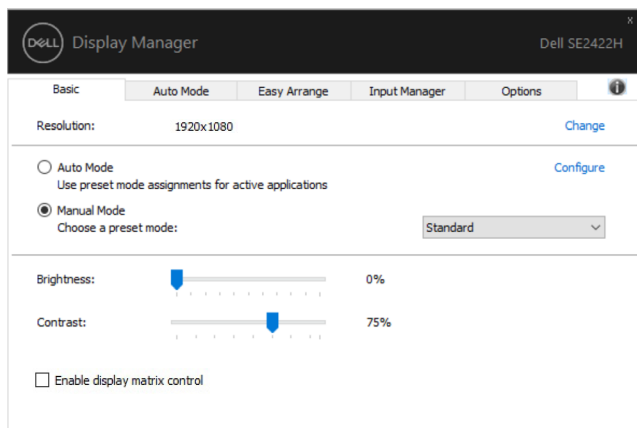 x
DELL Display Manager Dell SE2422H
Basic Auto Mode Easy Arrange Input Manager Options i
Resolution: 1920x1080 Change
Auto Mode Configure
Use preset mode assignments for active applications
Manual Mode
Choose a preset mode: Standard
Brightness: 0%
Contrast: 75%
Enable display matrix control